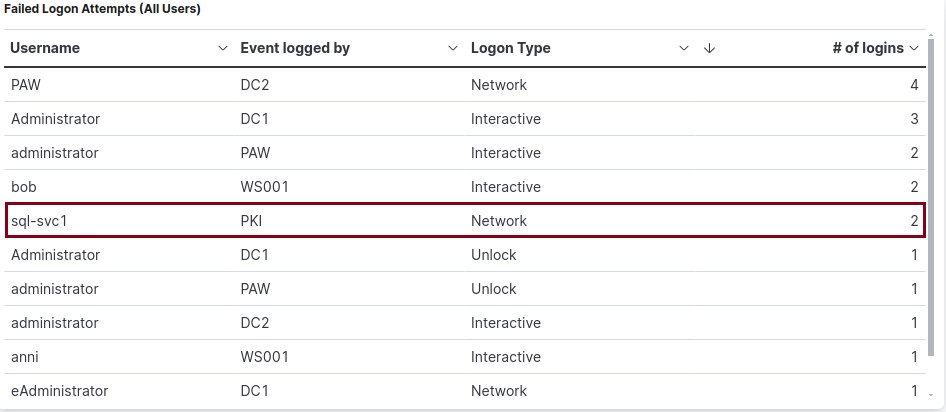 Failed Logon Attempts (All Users)
Username Event logged by Logon Type # of logins
PAW DC2 Network 4
Administrator DC1 Interactive 3
administrator PAW Interactive 2
bob WS001 Interactive 2
sql-svc1 PKI Network 2
Administrator DC1 Unlock 1
administrator PAW Unlock 1
administrator DC2 Interactive 1
anni WS001 Interactive 1
eAdministrator DC1 Network 1